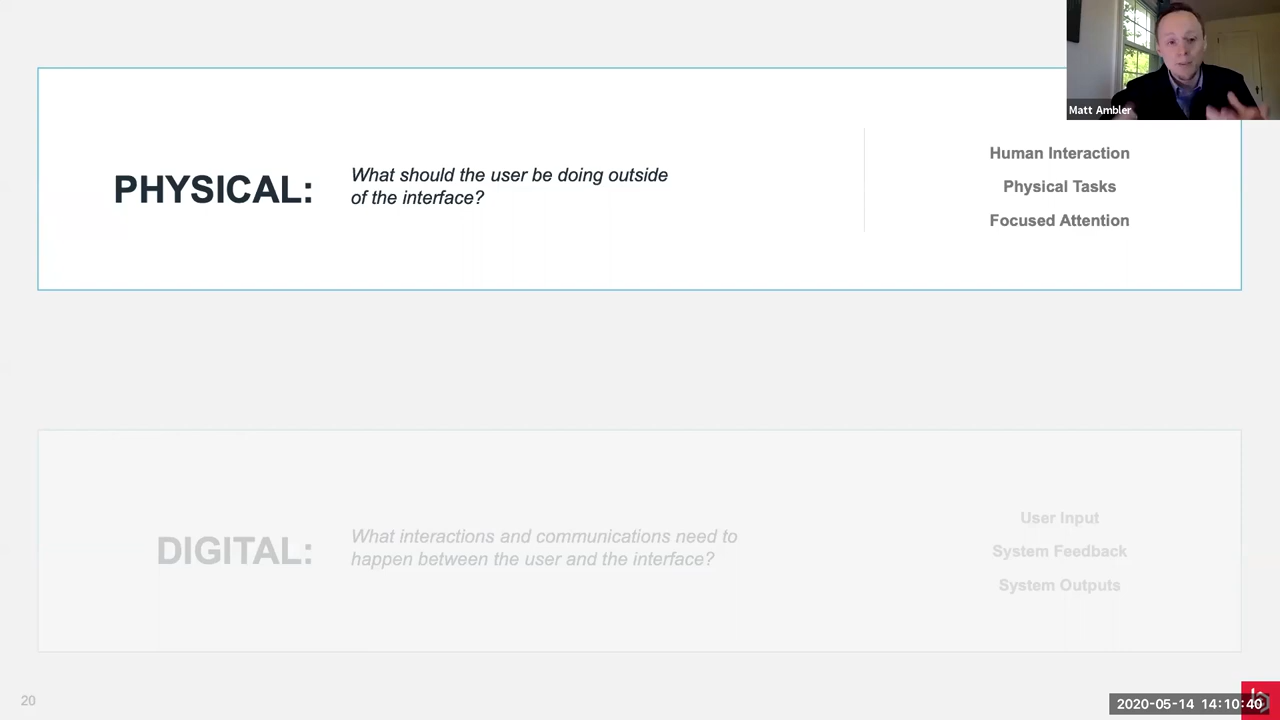 Matt Ambler
PHYSICAL:
What should the user be doing outside
of the interface?
Human Interaction
Physical Tasks
Focused Attention
DIGITAL:
What interactions and communications need to
happen between the user and the interface?
User Input
System Feedback
System Outputs
20
2020-05-14 14:10:40